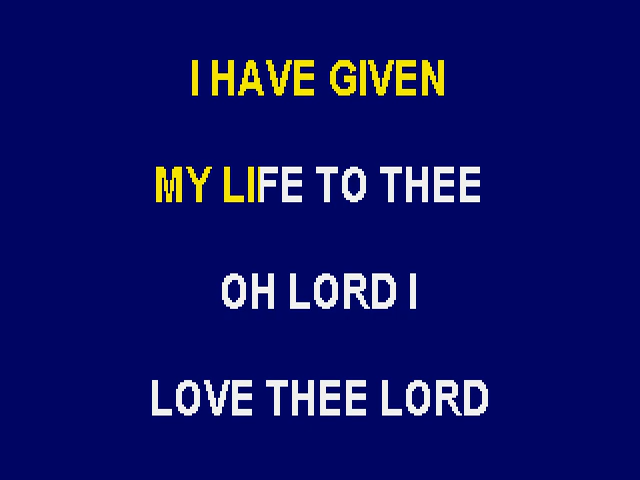 I HAVE GIVEN
MY LIFE TO THEE
OH LORD I
LOVE THEE LORD